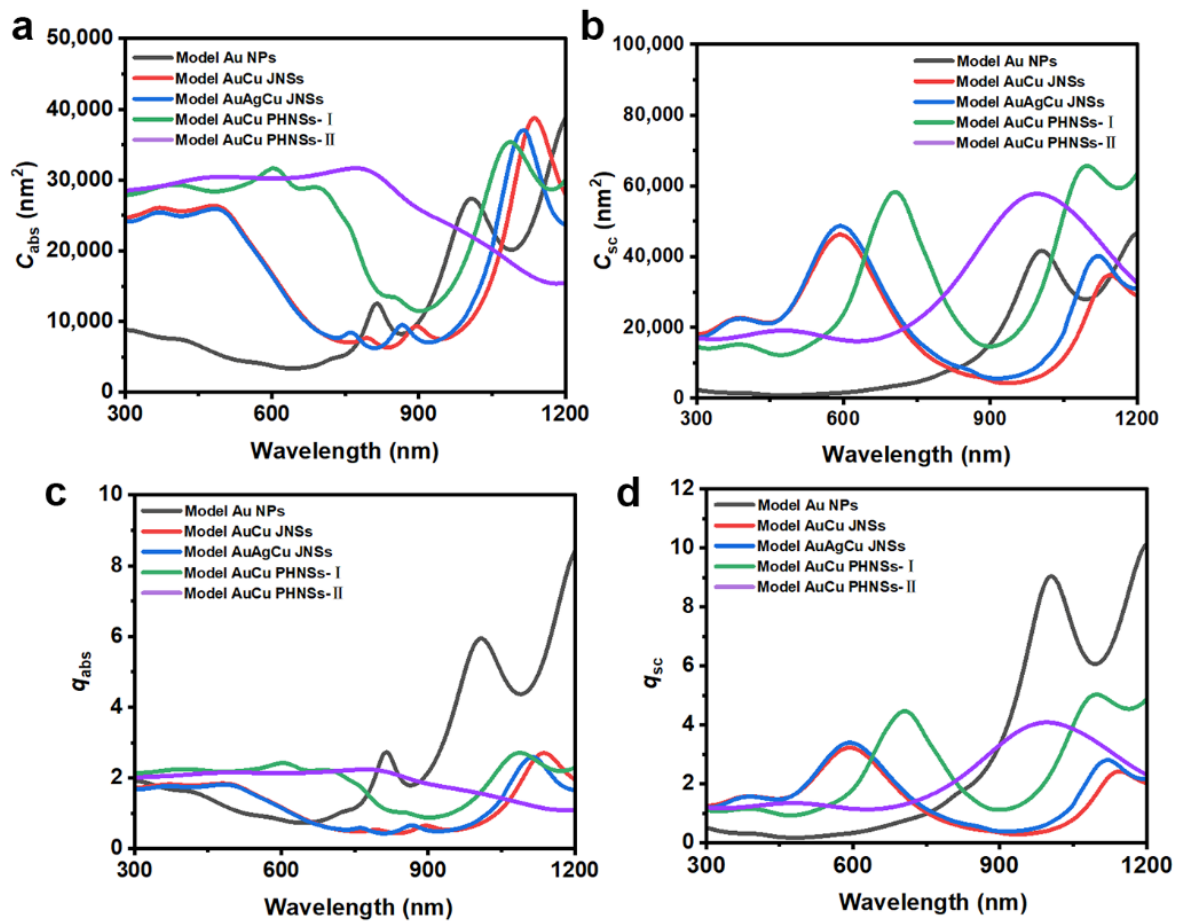 a
50,000
40,000
30,000
20,000
10,000
0
C_abs (nm²)
Model Au NPs
Model AuCu JNSs
Model AuAgCu JNSs
Model AuCu PHNSs-Ⅰ
Model AuCu PHNSs-Ⅱ
300 600 900 1200
Wavelength (nm)
b
100,000
80,000
60,000
40,000
20,000
0
C_sc (nm²)
Model Au NPs
Model AuCu JNSs
Model AuAgCu JNSs
Model AuCu PHNSs-Ⅰ
Model AuCu PHNSs-Ⅱ
300 600 900 1200
Wavelength (nm)
c
10
8
6
4
2
0
q_abs
Model Au NPs
Model AuCu JNSs
Model AuAgCu JNSs
Model AuCu PHNSs-Ⅰ
Model AuCu PHNSs-Ⅱ
300 600 900 1200
Wavelength (nm)
d
12
10
8
6
4
2
0
q_sc
Model Au NPs
Model AuCu JNSs
Model AuAgCu JNSs
Model AuCu PHNSs-Ⅰ
Model AuCu PHNSs-Ⅱ
300 600 900 1200
Wavelength (nm)